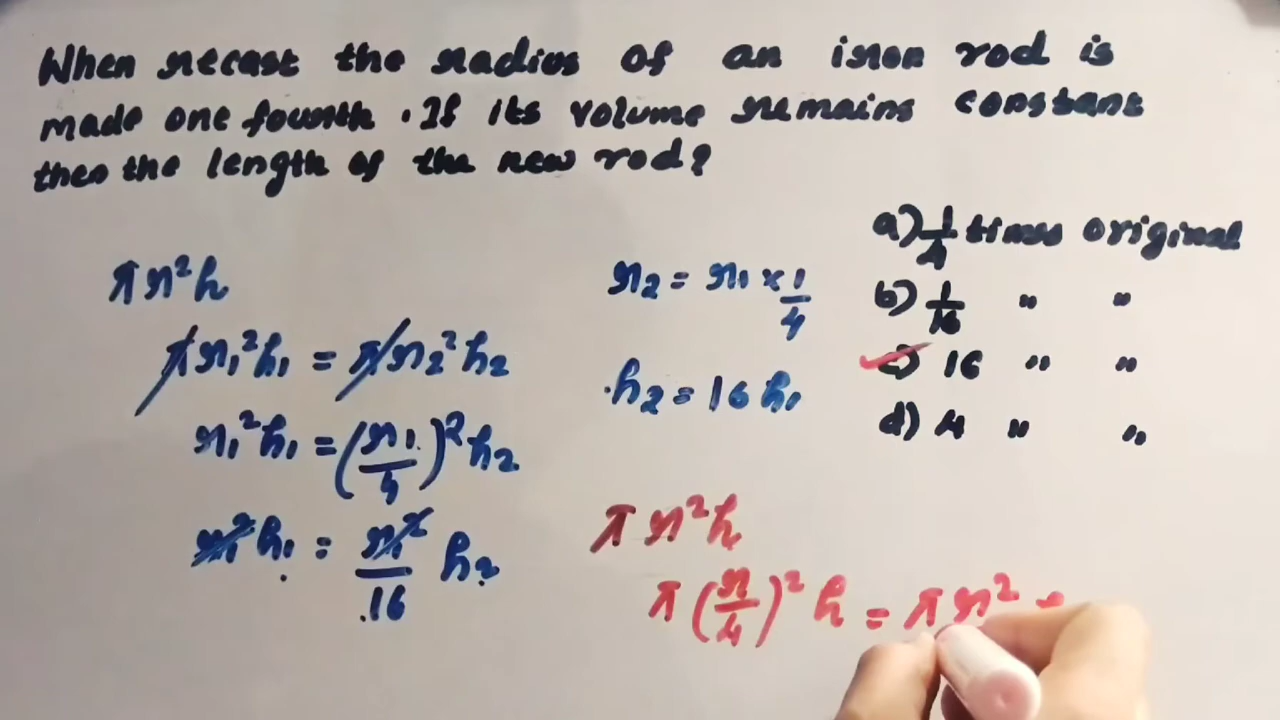 When recast the radius of an iron rod is
made one fourth . If its volume remains constant
then the length of the new rod?
a) 1/4 times original
b) 1/16 " "
c) 16 " "
d) 4 " "
πr²h
πr₁²h₁ = πr₂²h₂
r₁²h₁ = (r₁/4)²h₂
r₁²h₁ = r₁²/16 h₂
r₂ = r₁ × 1/4
h₂ = 16 h₁
πr²h
π(r/4)² h = πr²